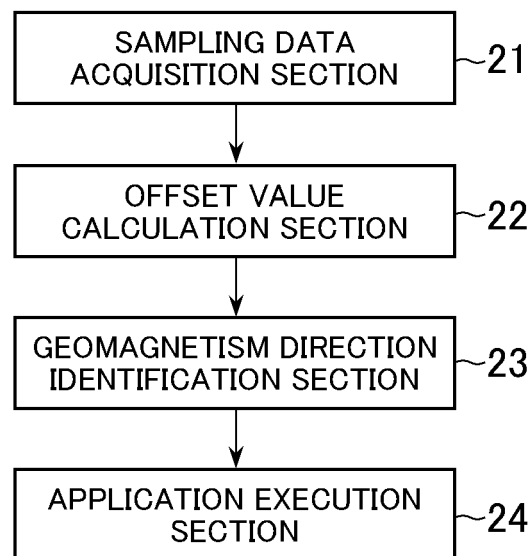 SAMPLING DATA
ACQUISITION SECTION
21
OFFSET VALUE
CALCULATION SECTION
22
GEOMAGNETISM DIRECTION
IDENTIFICATION SECTION
23
APPLICATION EXECUTION
SECTION
24